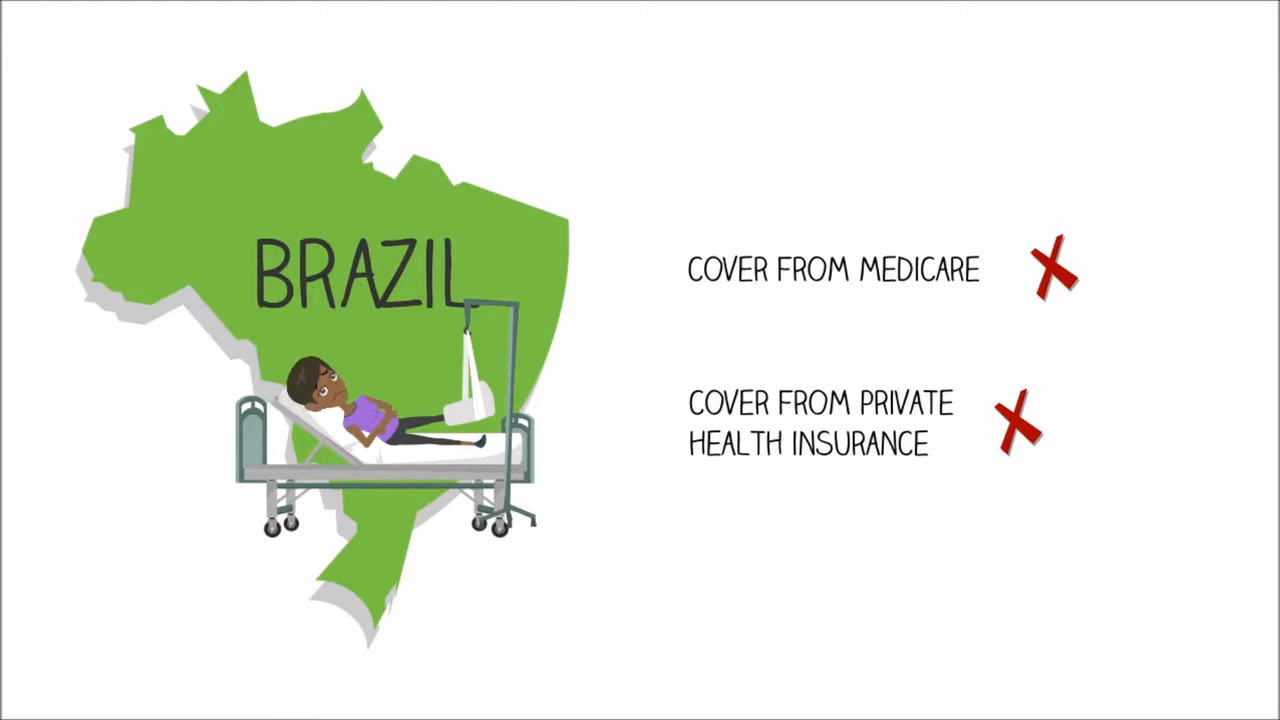 BRAZIL
COVER FROM MEDICARE
COVER FROM PRIVATE
HEALTH INSURANCE